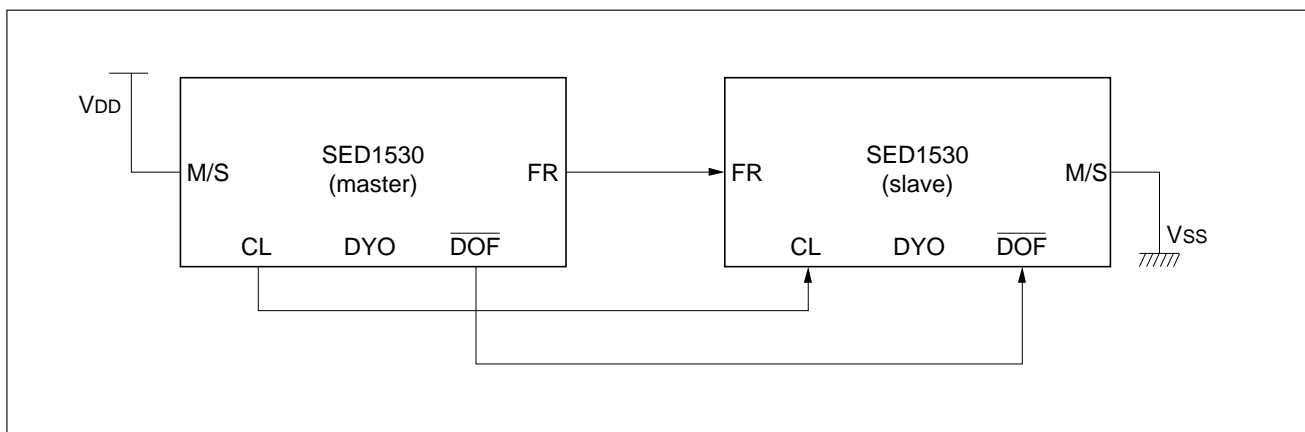 VDD
SED1530
(master)
M/S
FR
CL
DYO
DOF
SED1530
(slave)
FR
M/S
CL
DYO
DOF
VSS